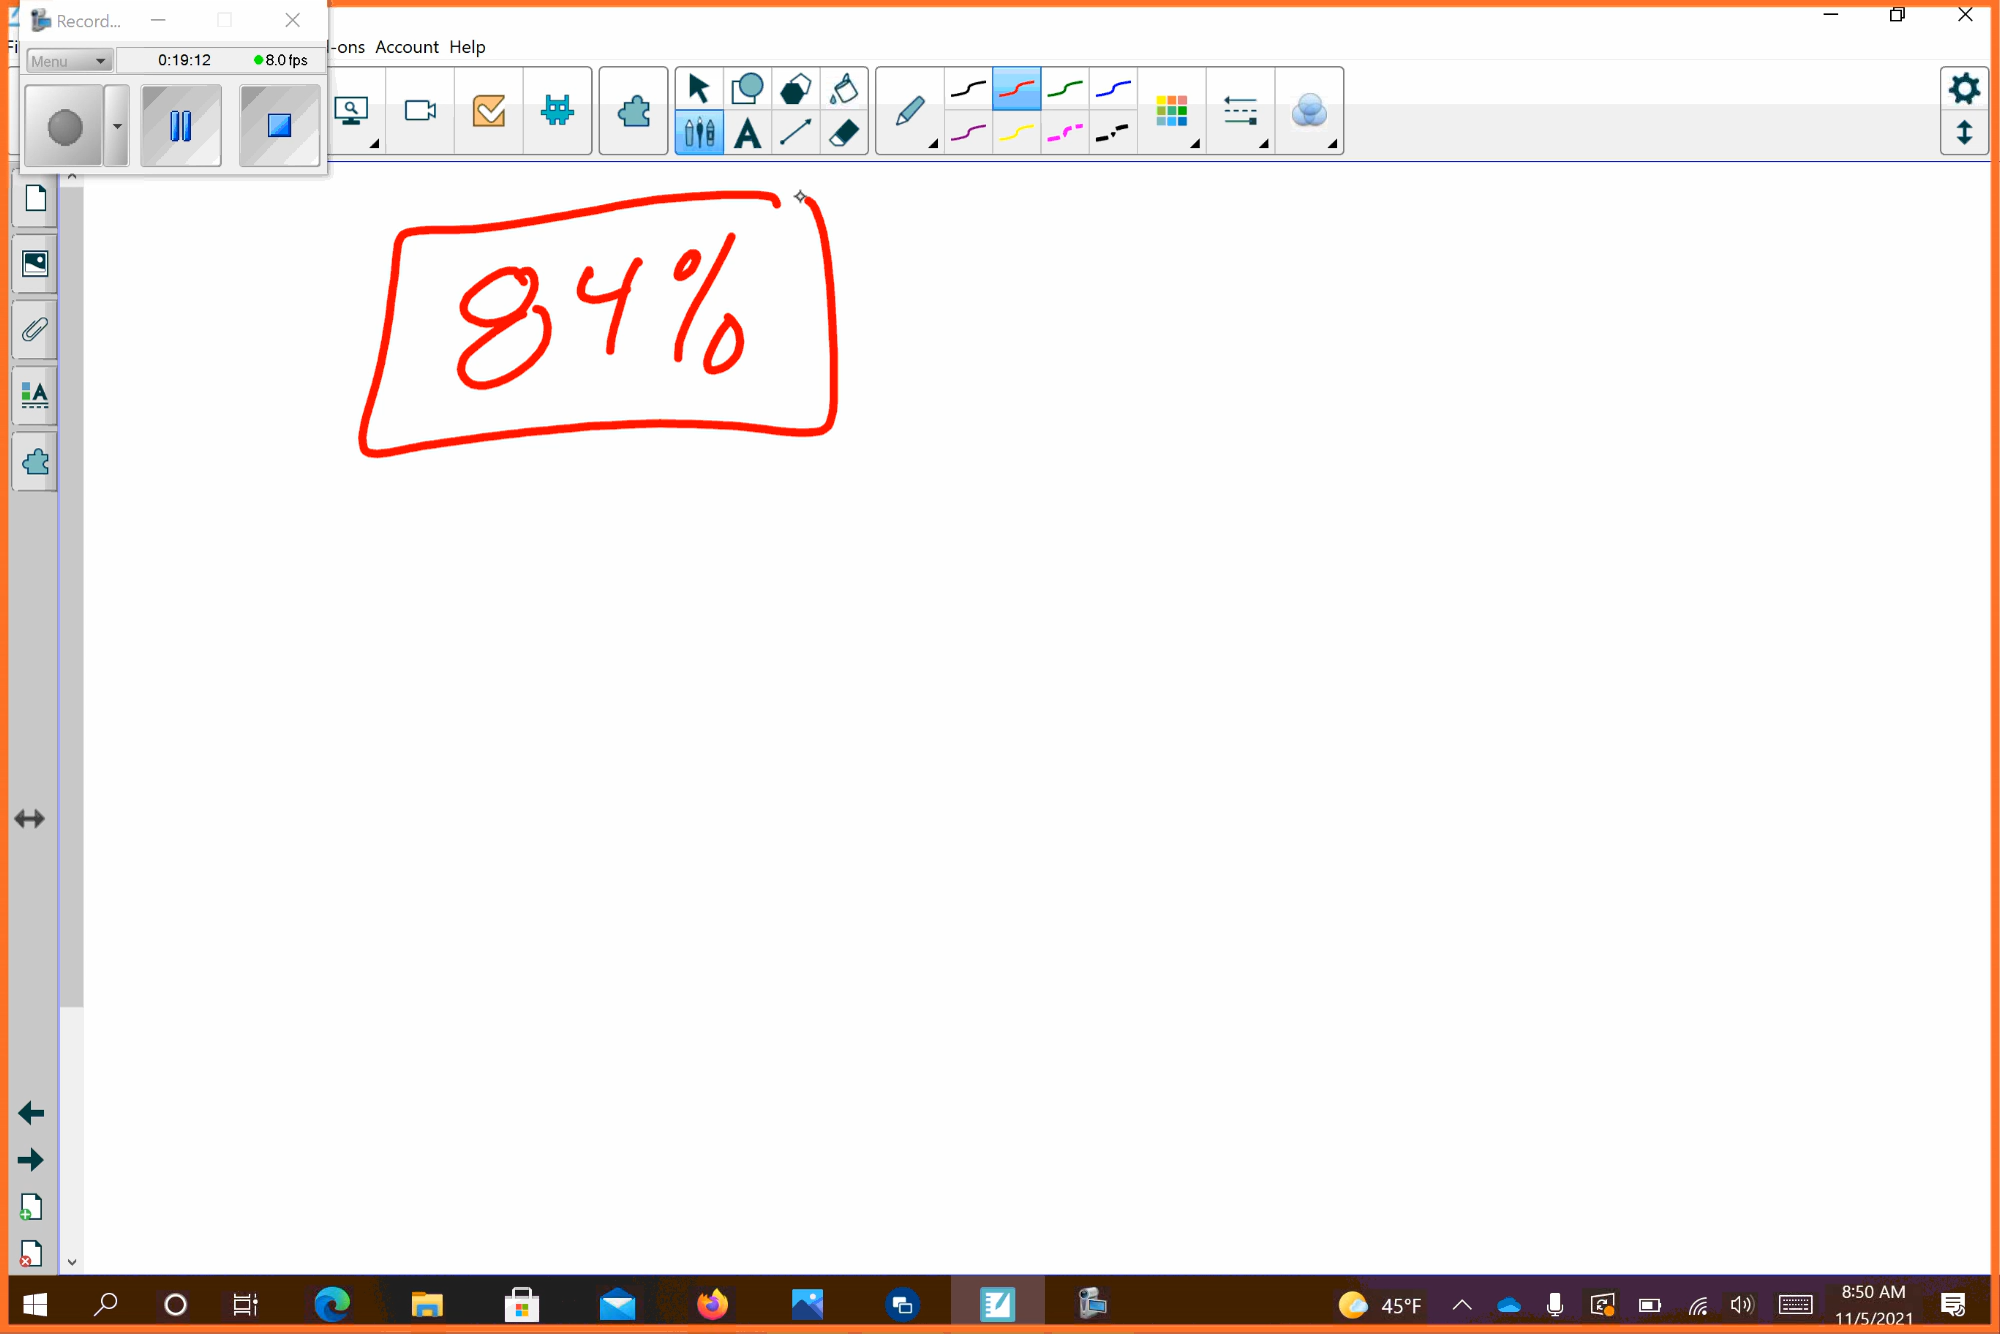 Record...
Menu 0:19:12 8.0 fps
l-ons Account Help
84%
45°F
8:50 AM
11/5/2021